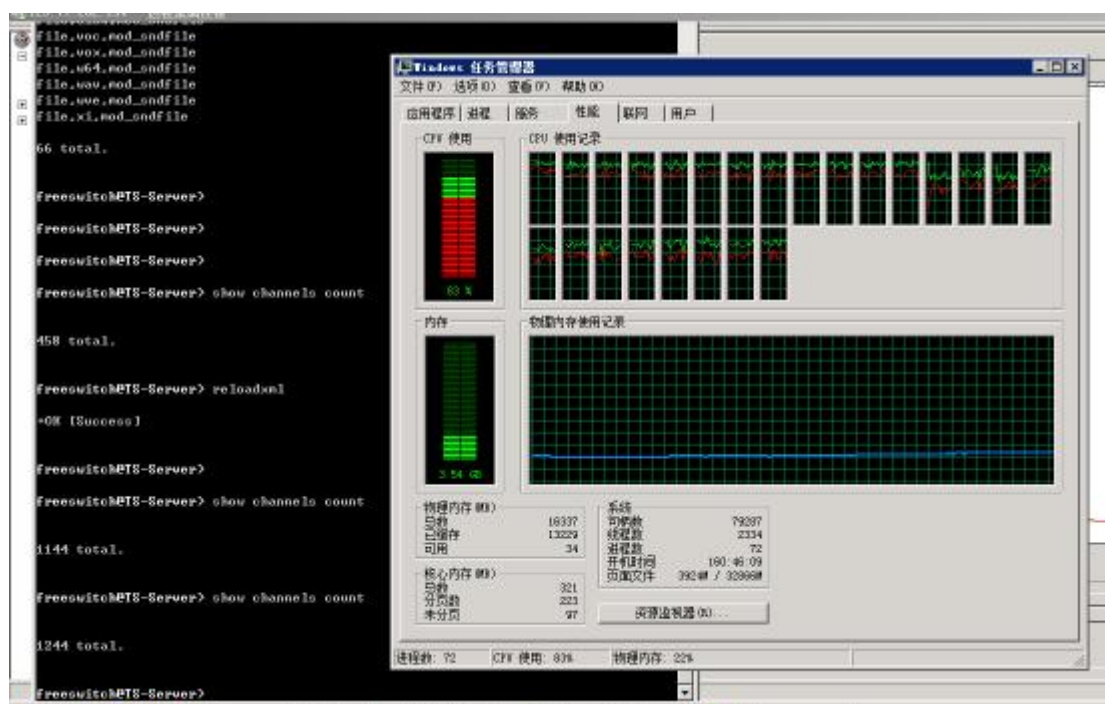 file.voc.mod_sndfile
file.vox.mod_sndfile
file.w64.mod_sndfile
file.wav.mod_sndfile
file.wve.mod_sndfile
file.xi.mod_sndfile
66 total.
freeswitch@TS-Server>
freeswitch@TS-Server>
freeswitch@TS-Server>
freeswitch@TS-Server> show channels count
458 total.
freeswitch@TS-Server> reloadxml
+OK [Success]
freeswitch@TS-Server>
freeswitch@TS-Server> show channels count
1144 total.
freeswitch@TS-Server> show channels count
1244 total.
freeswitch@TS-Server>
Windows 任务管理器
文件(F) 选项(O) 查看(V) 帮助(H)
应用程序 进程 服务 性能 联网 用户
CPU 使用
CPU 使用记录
83 %
内存
物理内存使用记录
3.54 GB
物理内存(MB)
总数 16337
已缓存 13229
可用 34
核心内存(MB)
总数 321
分页数 223
未分页 97
系统
句柄数 79287
线程数 2334
进程数 72
开机时间 160:46:09
页面文件 3924M / 32866M
资源监视器(R)...
进程数: 72 CPU 使用: 83% 物理内存: 22%